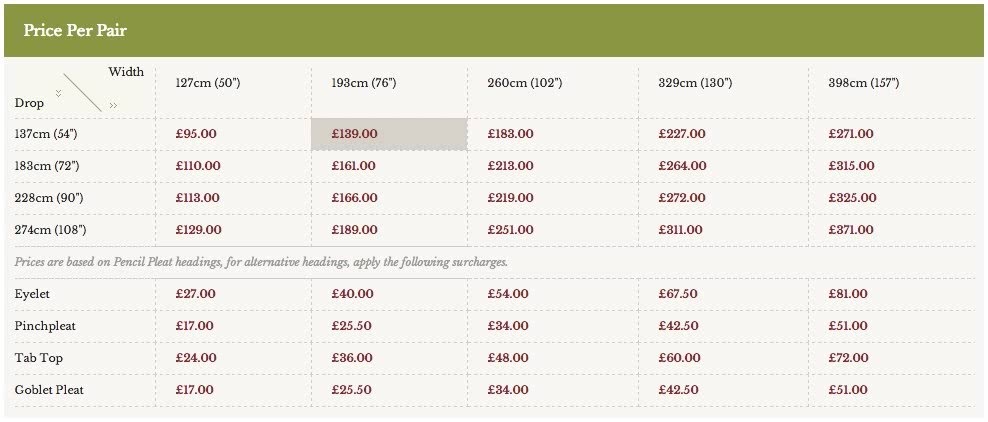 Price Per Pair
Width
Drop
127cm (50") 193cm (76") 260cm (102") 329cm (130") 398cm (157")
137cm (54") £95.00 £139.00 £183.00 £227.00 £271.00
183cm (72") £110.00 £161.00 £213.00 £264.00 £315.00
228cm (90") £113.00 £166.00 £219.00 £272.00 £325.00
274cm (108") £129.00 £189.00 £251.00 £311.00 £371.00
Prices are based on Pencil Pleat headings, for alternative headings, apply the following surcharges.
Eyelet £27.00 £40.00 £54.00 £67.50 £81.00
Pinchpleat £17.00 £25.50 £34.00 £42.50 £51.00
Tab Top £24.00 £36.00 £48.00 £60.00 £72.00
Goblet Pleat £17.00 £25.50 £34.00 £42.50 £51.00